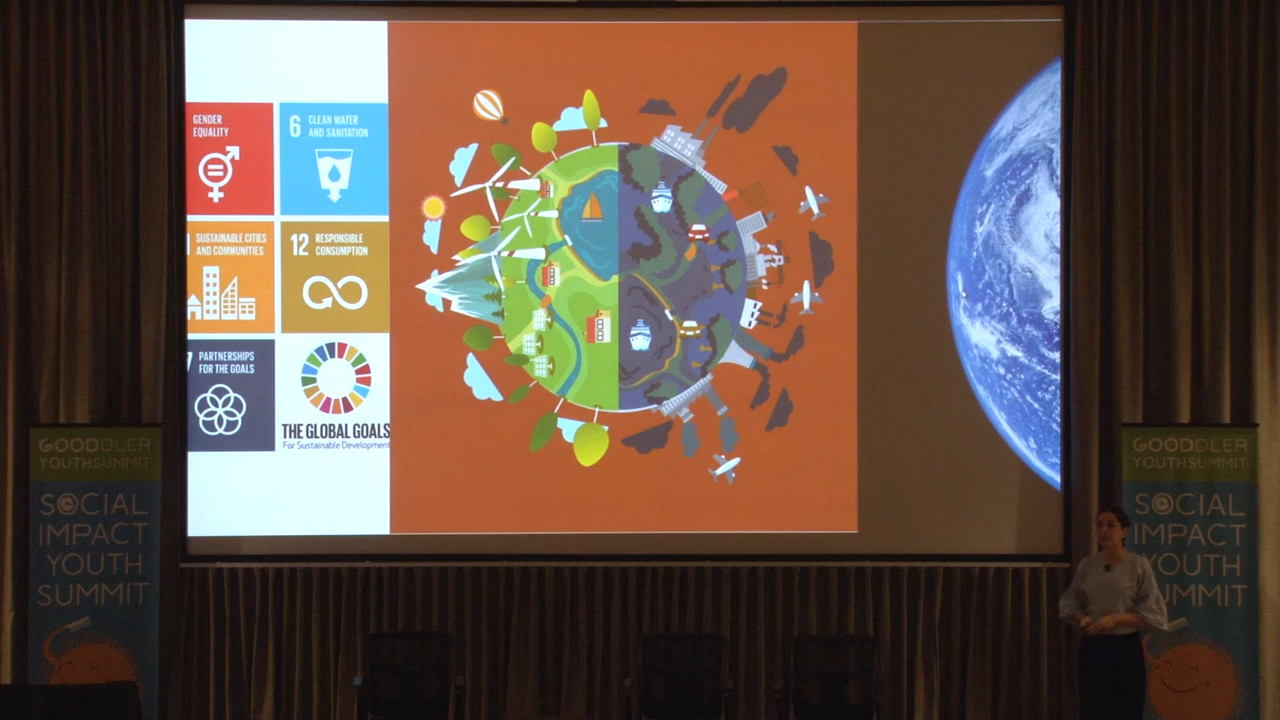 GENDER
EQUALITY
6 CLEAN WATER
AND SANITATION
SUSTAINABLE CITIES
AND COMMUNITIES
12 RESPONSIBLE
CONSUMPTION
PARTNERSHIPS
FOR THE GOALS
THE GLOBAL GOALS
For Sustainable Development
GOODDLER
YOUTHSUMMIT
SOCIAL
IMPACT
YOUTH
SUMMIT
GOODDLER
YOUTHSUMMIT
SOCIAL
IMPACT
YOUTH
SUMMIT